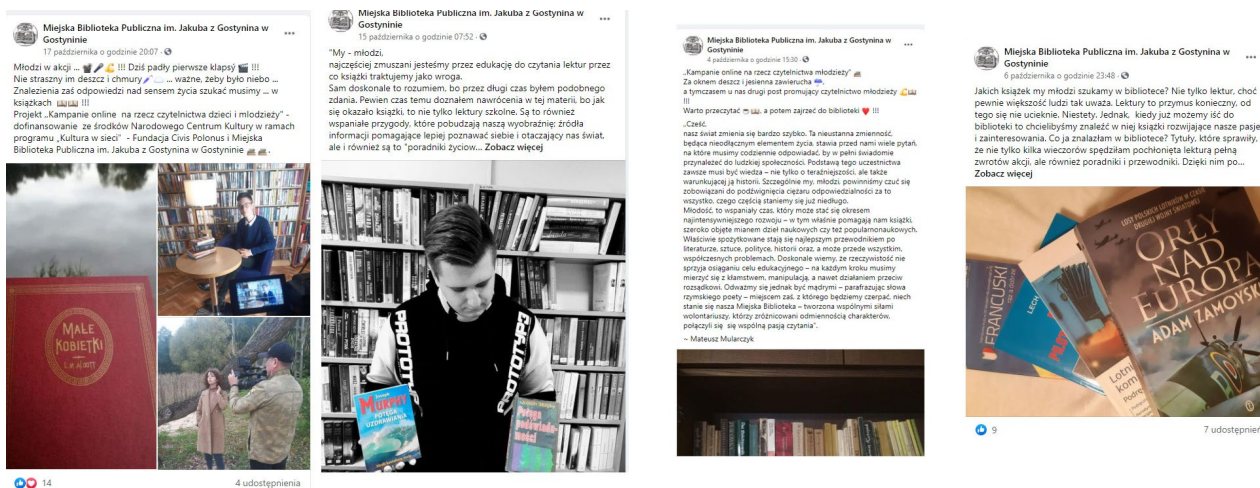 Miejska Biblioteka Publiczna im. Jakuba z Gostynina w
Gostyninie
17 października o godzinie 20:07 ·
Młodzi w akcji ... !!! Dziś padły pierwsze klapsy !!!
Nie straszny im deszcz i chmury ... ważne, żeby było niebo ...
Znalezienia zaś odpowiedzi nad sensem życia szukać musimy ... w
książkach !!!
Projekt „Kampanie online na rzecz czytelnictwa dzieci i młodzieży" -
dofinansowanie ze środków Narodowego Centrum Kultury w ramach
programu „Kultura w sieci" - Fundacja Civis Polonus i Miejska
Biblioteka Publiczna im. Jakuba z Gostynina w Gostyninie .
MAŁE
KOBIETKI
L. M. ALCOTT
14
4 udostępnienia
Miejska Biblioteka Publiczna im. Jakuba z Gostynina w
Gostyninie
15 października o godzinie 07:52 ·
"My - młodzi,
najczęściej zmuszani jesteśmy przez edukację do czytania lektur przez
co książki traktujemy jako wroga.
Sam doskonale to rozumiem, bo przez długi czas byłem podobnego
zdania. Pewien czas temu doznałem nawrócenia w tej materii, bo jak
się okazało książki, to nie tylko lektury szkolne. Są to również
wspaniałe przygody, które pobudzają naszą wyobraźnię; źródła
informacji pomagające lepiej poznawać siebie i otaczający nas świat,
ale i również są to "poradniki życiow... Zobacz więcej
PROTOTYPE
PROTOTYPE
MURPHY
POTĘGA
UZDRAWIANIA
Potęga
podświado-
mości
Miejska Biblioteka Publiczna im. Jakuba z Gostynina w
Gostyninie
4 października o godzinie 15:30 ·
„Kampanie online na rzecz czytelnictwa młodzieży"
Za oknem deszcz i jesienna zawierucha ,
a tymczasem u nas drugi post promujący czytelnictwo młodzieży
!!!
Warto przeczytać , a potem zajrzeć do biblioteki !!!
„Cześć,
nasz świat zmienia się bardzo szybko. Ta nieustanna zmienność,
będąca nieodłącznym elementem życia, stawia przed nami wiele pytań,
na które musimy codziennie odpowiadać, by w pełni świadomie
przynależeć do ludzkiej społeczności. Podstawą tego uczestnictwa
zawsze musi być wiedza – nie tylko o teraźniejszości, ale także
warunkującej ją historii. Szczególnie my, młodzi, powinniśmy czuć się
zobowiązani do podźwignięcia ciężaru odpowiedzialności za to
wszystko, czego częścią staniemy się już niedługo.
Młodość, to wspaniały czas, który może stać się okresem
najintensywniejszego rozwoju – w tym właśnie pomagają nam książki,
szeroko objęte mianem dzieł naukowych czy też popularnonaukowych.
Właściwie spożytkowane stają się najlepszym przewodnikiem po
literaturze, sztuce, polityce, historii oraz, a może przede wszystkim,
współczesnych problemach. Doskonale wiemy, że rzeczywistość nie
sprzyja osiąganiu celu edukacyjnego – na każdym kroku musimy
mierzyć się z kłamstwem, manipulacją, a nawet działaniem przeciw
rozsądkowi. Odważmy się jednak być mądrymi – parafrazując słowa
rzymskiego poety – miejscem zaś, z którego będziemy czerpać, niech
stanie się nasza Miejska Biblioteka – tworzona wspólnymi siłami
wolontariuszy, którzy zróżnicowani odmiennością charakterów,
połączyli się się wspólną pasją czytania".
~ Mateusz Mularczyk
Miejska Biblioteka Publiczna im. Jakuba z Gostynina w
Gostyninie
6 października o godzinie 23:48 ·
Jakich książek my młodzi szukamy w bibliotece? Nie tylko lektur, choć
pewnie większość ludzi tak uważa. Lektury to przymus konieczny, od
tego się nie ucieknie. Niestety. Jednak, kiedy już możemy iść do
biblioteki to chcielibyśmy znaleźć w niej książki rozwijające nasze pasje
i zainteresowania. Co ja znalazłam w bibliotece? Tytuły, które sprawiły,
że nie tylko kilka wieczorów spędziłam pochłonięta lekturą pełną
zwrotów akcji, ale również poradniki i przewodniki. Dzięki nim po...
Zobacz więcej
LOSY POLSKICH LOTNIKÓW W CZASIE
DRUGIEJ WOJNY ŚWIATOWEJ
ORŁY
NAD
EUROPĄ
ADAM ZAMOYSKI
FRANCUSKI
LECH
9
7 udostępnień